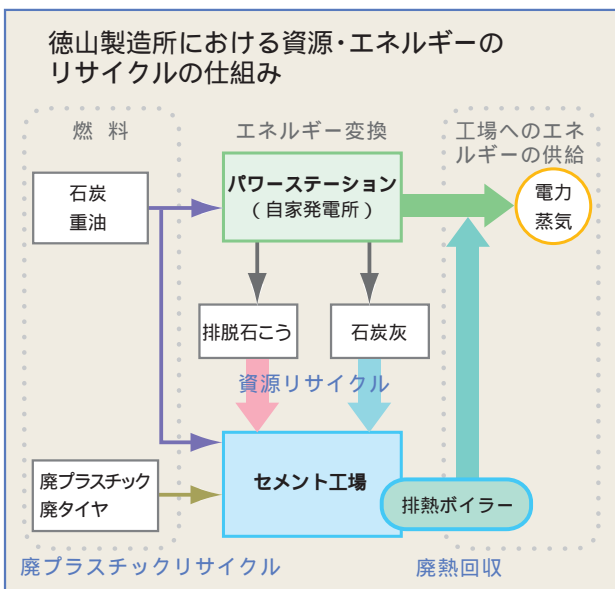 徳山製造所における資源・エネルギーの
リサイクルの仕組み
燃 料
エネルギー変換
工場へのエネ
ルギーの供給
石炭
重油
パワーステーション
（自家発電所）
電力
蒸気
排脱石こう
石炭灰
資源リサイクル
廃プラスチック
廃タイヤ
セメント工場
排熱ボイラー
廃プラスチックリサイクル
廃熱回収